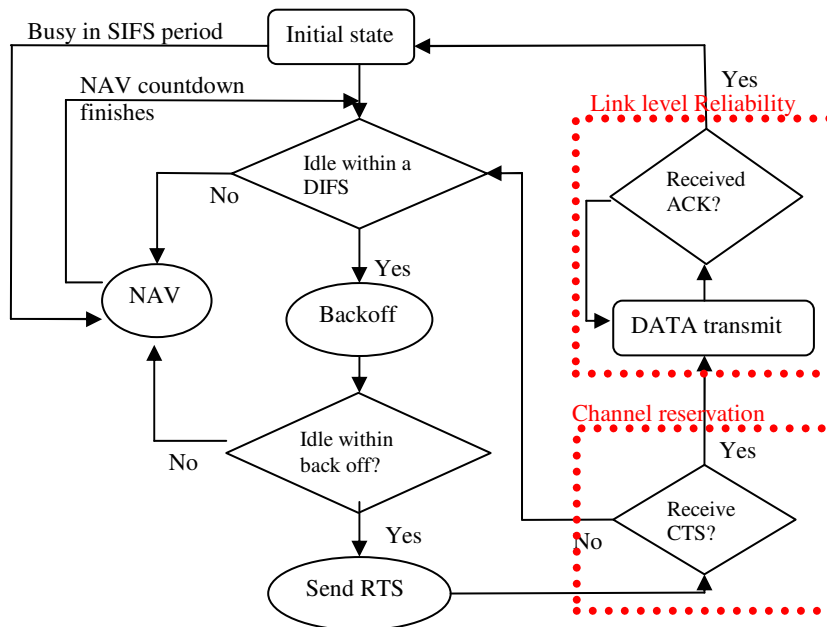 Busy in SIFS period
Initial state
NAV countdown
finishes
Yes
Link level Reliability
Idle within a
DIFS
No
Received
ACK?
Yes
NAV
Backoff
DATA transmit
Channel reservation
Idle within
back off?
No
Yes
Receive
CTS?
No
Yes
Send RTS